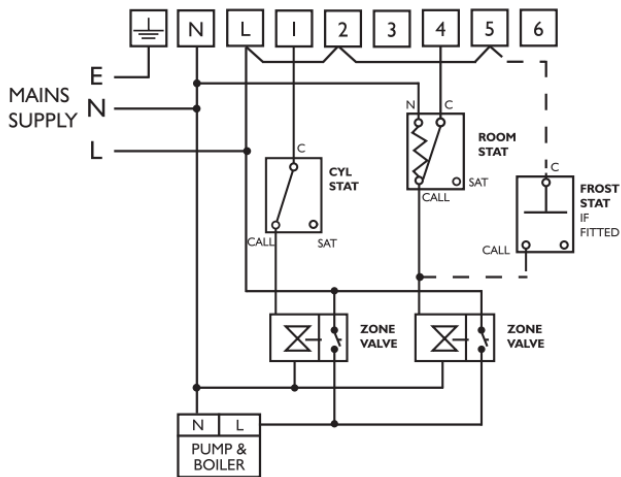 N L 1 2 3 4 5 6
E
MAINS
SUPPLY
N
L
N C
ROOM
STAT
SAT
CALL
C
CYL
STAT
CALL
SAT
C
FROST
STAT
IF
FITTED
CALL
ZONE
VALVE
ZONE
VALVE
N L
PUMP &
BOILER